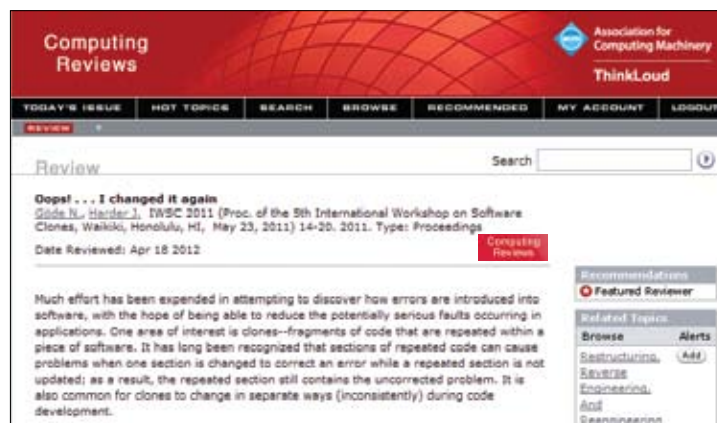 Computing
Reviews
Association for
Computing Machinery
ThinkLoud
TODAY'S ISSUE HOT TOPICS SEARCH BROWSE RECOMMENDED MY ACCOUNT LOGOUT
REVIEW
Review
Search
Oops! . . . I changed it again
Göde N., Harder J. IWSC 2011 (Proc. of the 5th International Workshop on Software
Clones, Waikiki, Honolulu, HI, May 23, 2011) 14-20. 2011. Type: Proceedings
Date Reviewed: Apr 18 2012
Computing
Reviews
Much effort has been expended in attempting to discover how errors are introduced into
software, with the hope of being able to reduce the potentially serious faults occurring in
applications. One area of interest is clones--fragments of code that are repeated within a
piece of software. It has long been recognized that sections of repeated code can cause
problems when one section is changed to correct an error while a repeated section is not
updated; as a result, the repeated section still contains the uncorrected problem. It is
also common for clones to change in separate ways (inconsistently) during code
development.
Recommendations
Featured Reviewer
Related Topics
Browse Alerts
Restructuring, Add
Reverse
Engineering,
And
Reengineering